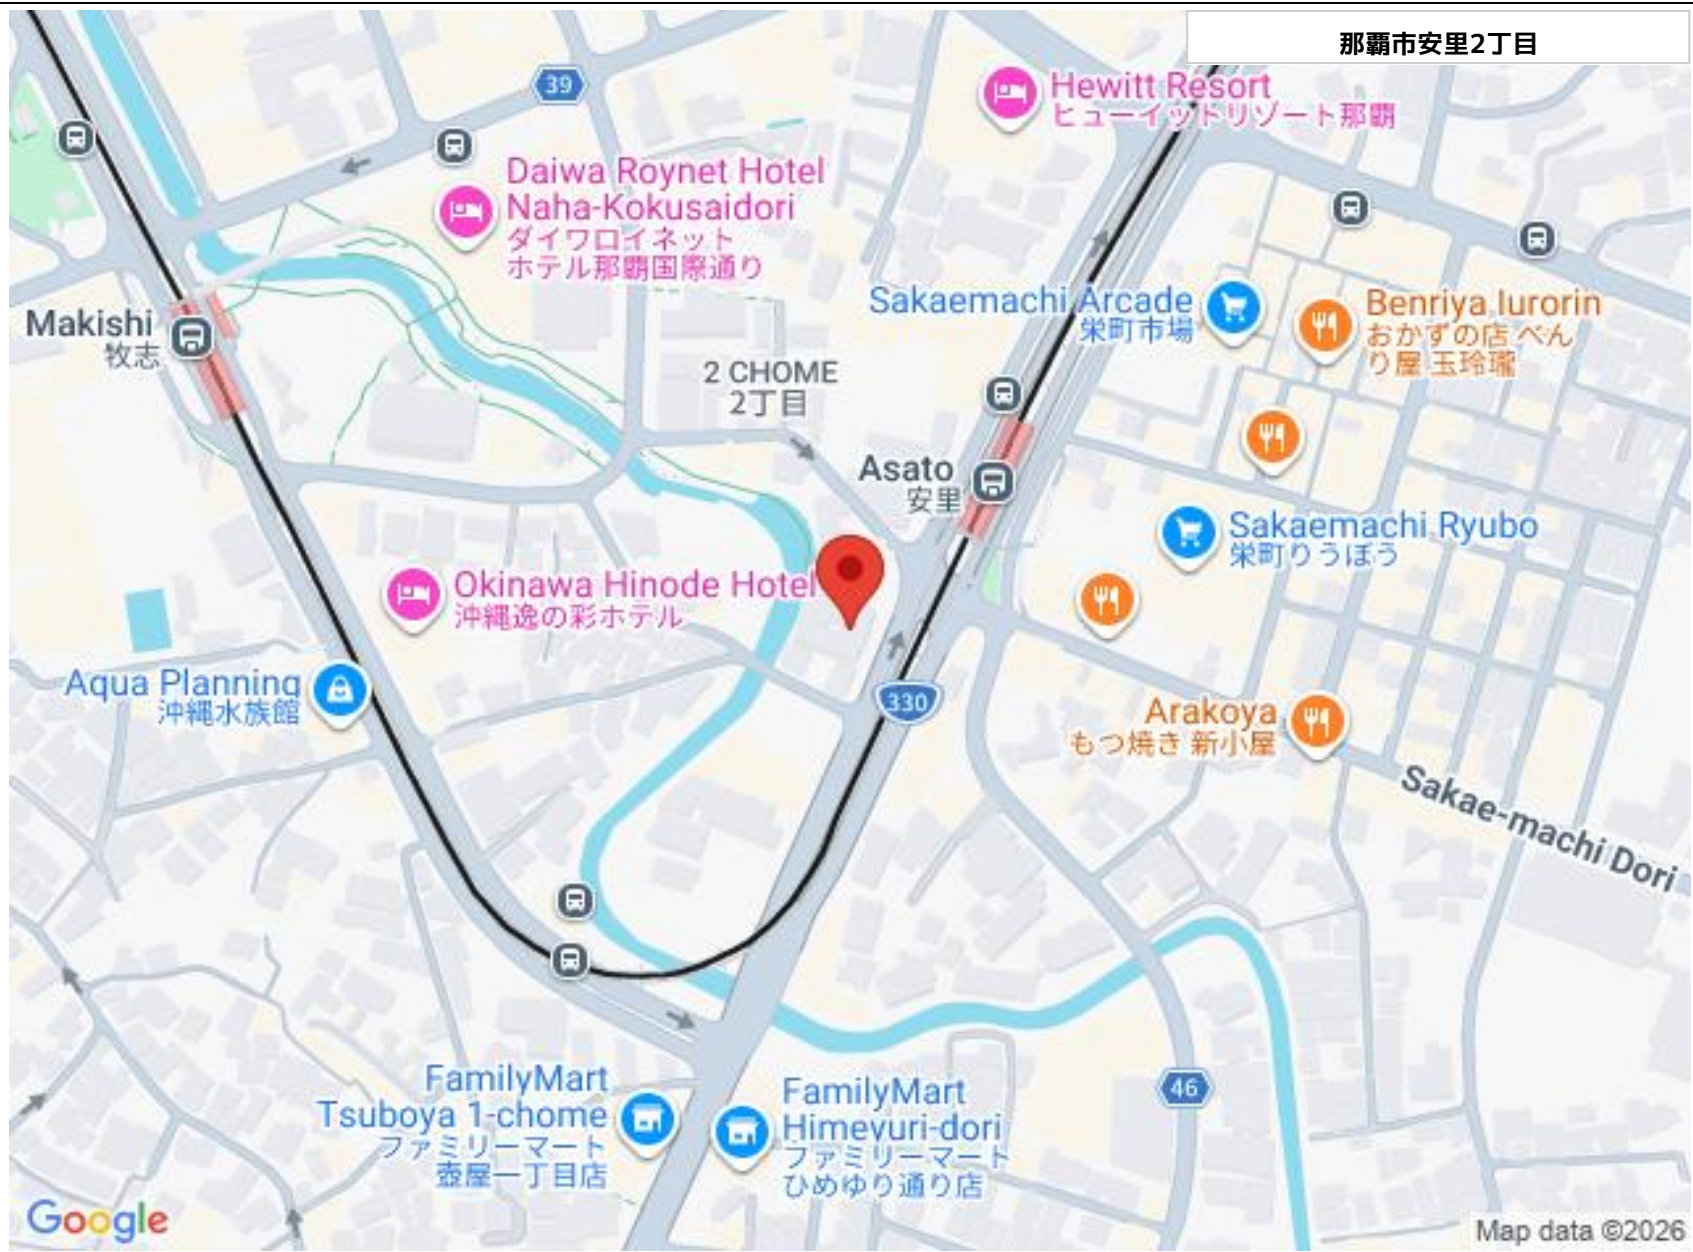 那覇市安里2丁目
39
Hewitt Resort
ヒューイットリゾート那覇
Daiwa Roynet Hotel
Naha-Kokusaidori
ダイワロイネット
ホテル那覇国際通り
Makishi
牧志
Sakaemachi Arcade
栄町市場
Benriya Iurorin
おかずの店 べん
り屋 玉玲瓏
2 CHOME
2丁目
Asato
安里
Sakaemachi Ryubo
栄町りうぼう
Okinawa Hinode Hotel
沖縄逸の彩ホテル
Aqua Planning
沖縄水族館
330
Arakoya
もつ焼き 新小屋
Sakae-machi Dori
FamilyMart
Tsuboya 1-chome
ファミリーマート
壺屋一丁目店
FamilyMart
Himeyuri-dori
ファミリーマート
ひめゆり通り店
46
Google
Map data ©2026